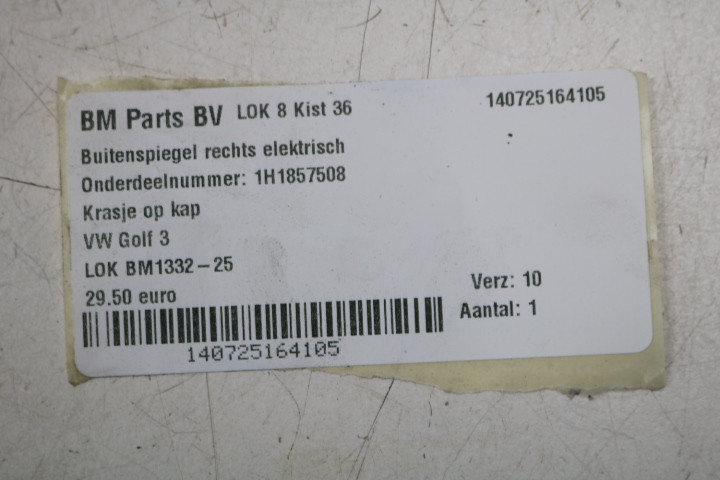 BM Parts BV LOK 8 Kist 36 140725164105
Buitenspiegel rechts elektrisch
Onderdeelnummer: 1H1857508
Krasje op kap
VW Golf 3
LOK BM1332-25
29.50 euro
Verz: 10
Aantal: 1
140725164105